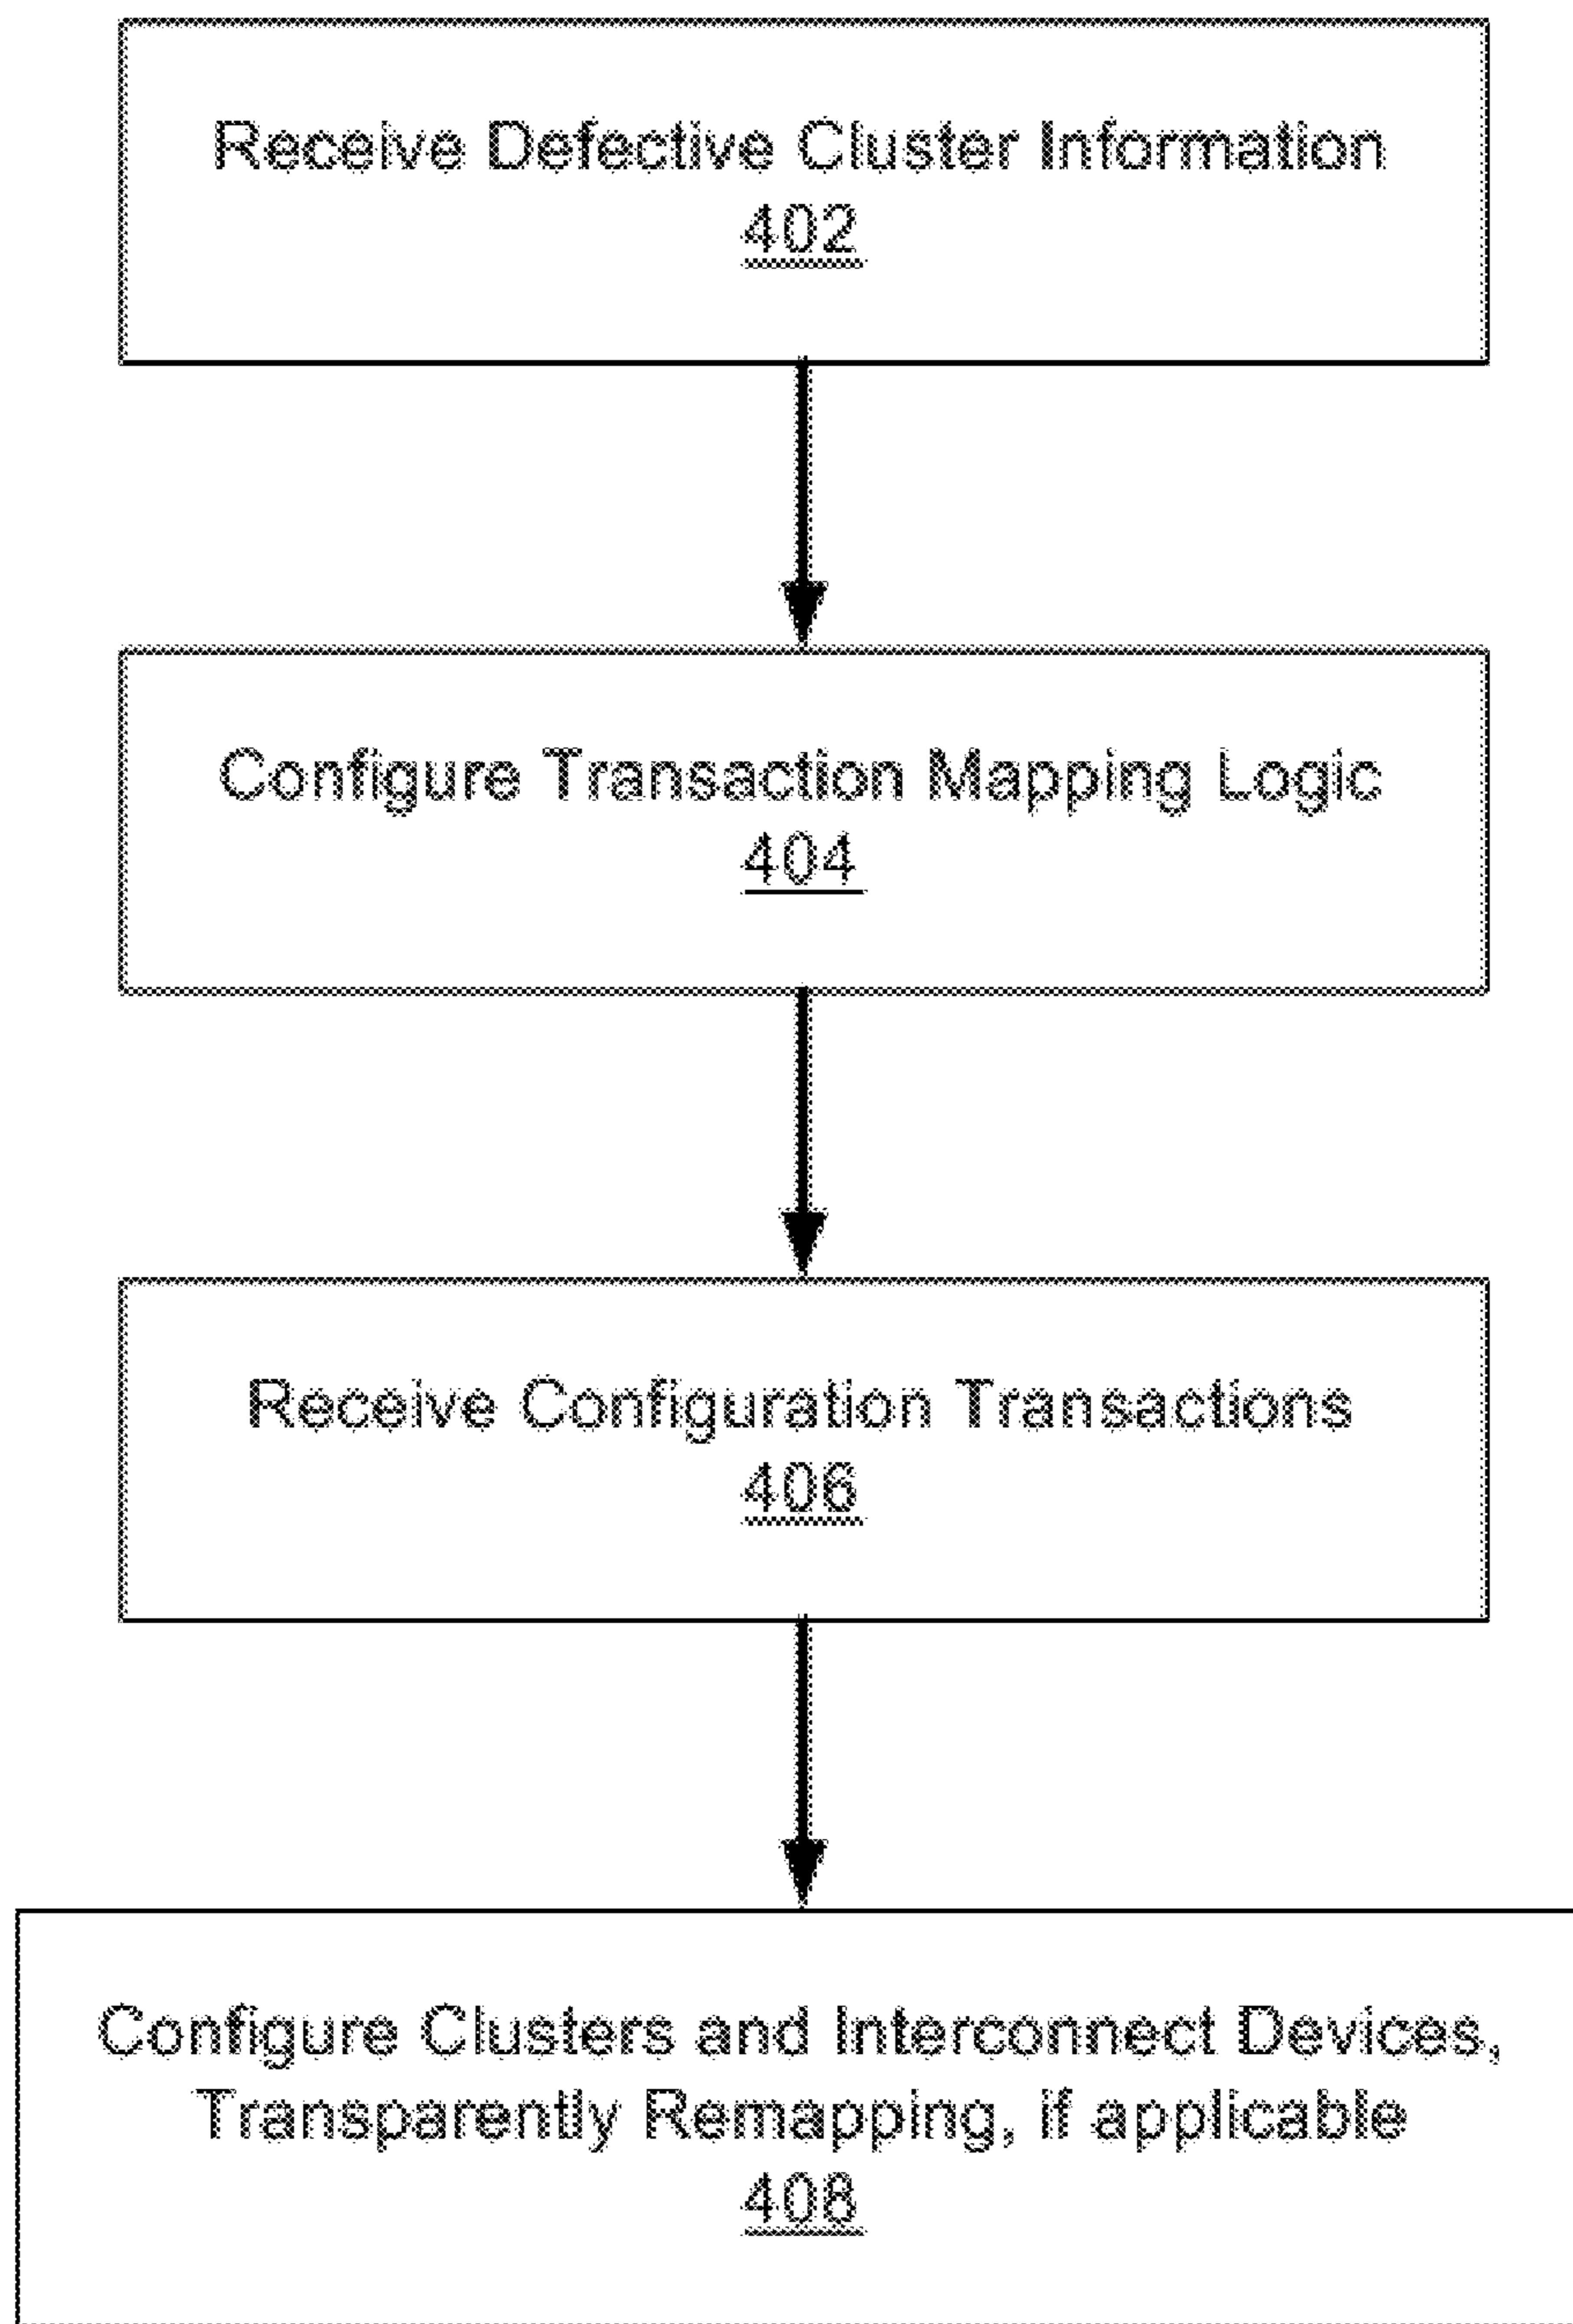 Receive Defective Cluster Information
402
Configure Transaction Mapping Logic
404
Receive Configuration Transactions
406
Configure Clusters and Interconnect Devices,
Transparently Remapping, if applicable
408